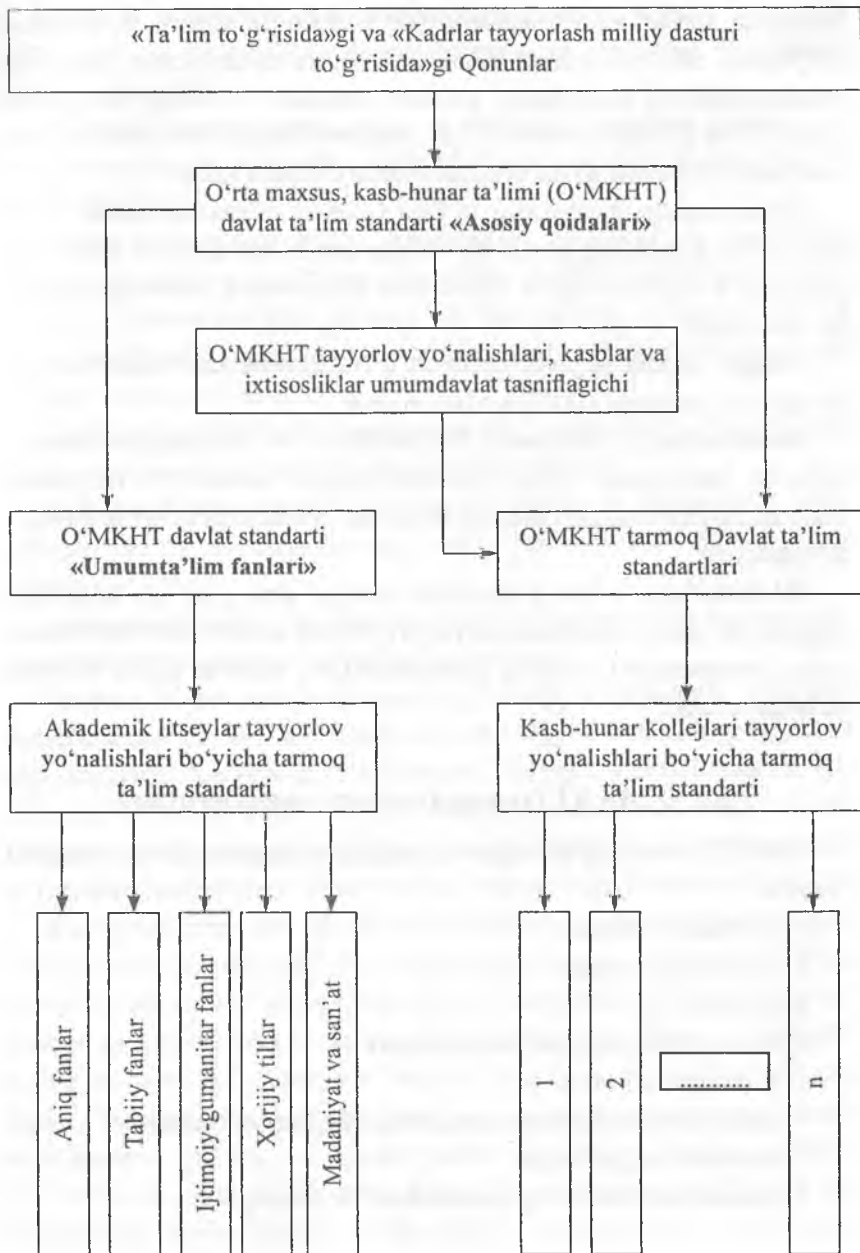 «Ta’lim to‘g‘risida»gi va «Kadrlar tayyorlash milliy dasturi
to‘g‘risida»gi Qonunlar
O‘rta maxsus, kasb-hunar ta’limi (O‘MKHT)
davlat ta’lim standarti «Asosiy qoidalari»
O‘MKHT tayyorlov yo‘nalishlari, kasblar va
ixtisosliklar umumdavlat tasniflagichi
O‘MKHT davlat standarti
«Umumta’lim fanlari»
O‘MKHT tarmoq Davlat ta’lim
standartlari
Akademik litseylar tayyorlov
yo‘nalishlari bo‘yicha tarmoq
ta’lim standarti
Kasb-hunar kollejlari tayyorlov
yo‘nalishlari bo‘yicha tarmoq
ta’lim standarti
Aniq fanlar
Tabiiy fanlar
Ijtimoiy-gumanitar fanlar
Xorijiy tillar
Madaniyat va san’at
1
2
...........
n